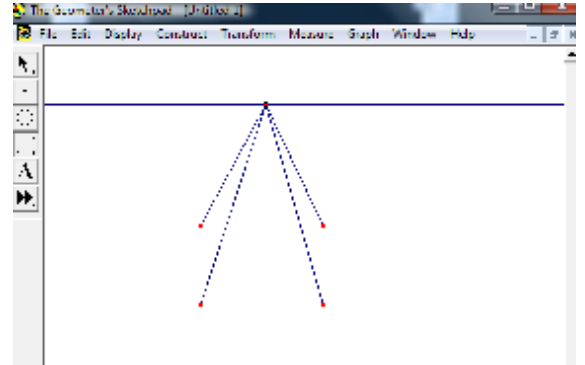 The Geometer's Sketchpad - [Untitled 1]
File Edit Display Construct Transform Measure Graph Window Help
A